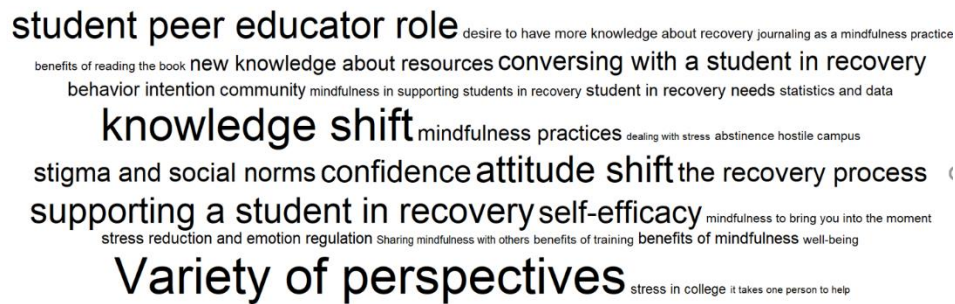 student peer educator role desire to have more knowledge about recovery journaling as a mindfulness practice
benefits of reading the book new knowledge about resources conversing with a student in recovery
behavior intention community mindfulness in supporting students in recovery student in recovery needs statistics and data
knowledge shift mindfulness practices dealing with stress abstinence hostile campus
stigma and social norms confidence attitude shift the recovery process
supporting a student in recovery self-efficacy mindfulness to bring you into the moment
stress reduction and emotion regulation Sharing mindfulness with others benefits of training benefits of mindfulness well-being
Variety of perspectives stress in college it takes one person to help